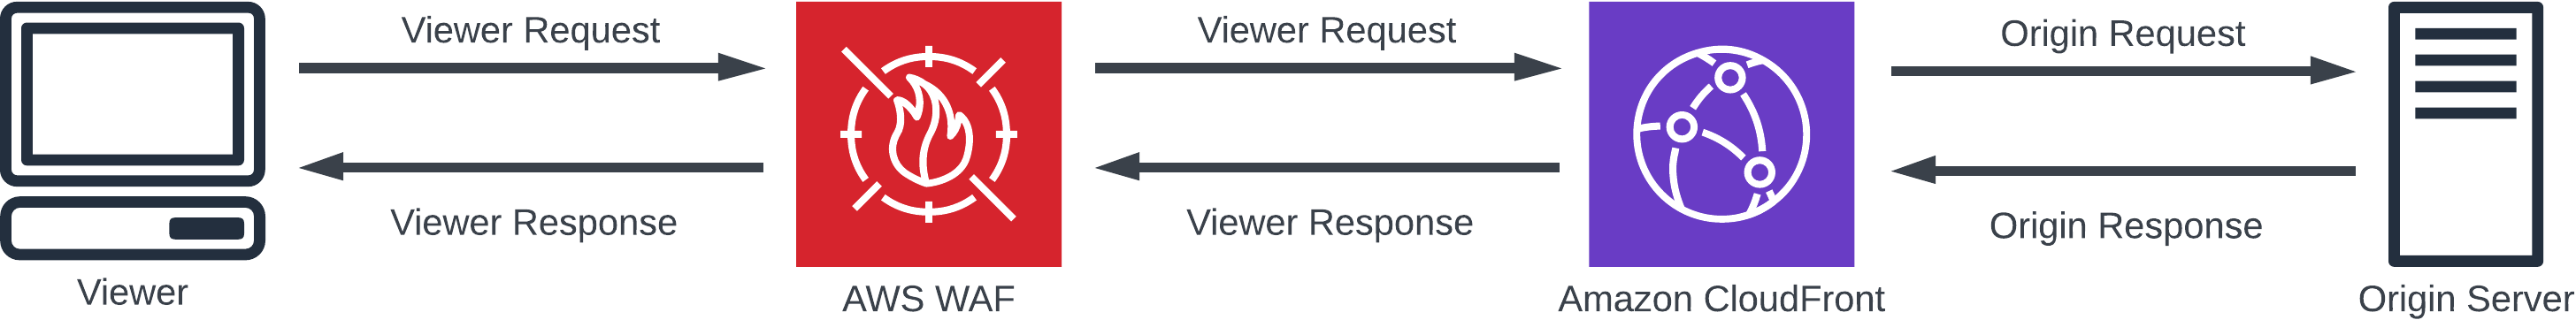 Viewer Request
Viewer Request
Origin Request
Viewer Response
Viewer Response
Origin Response
Viewer
AWS WAF
Amazon CloudFront
Origin Server